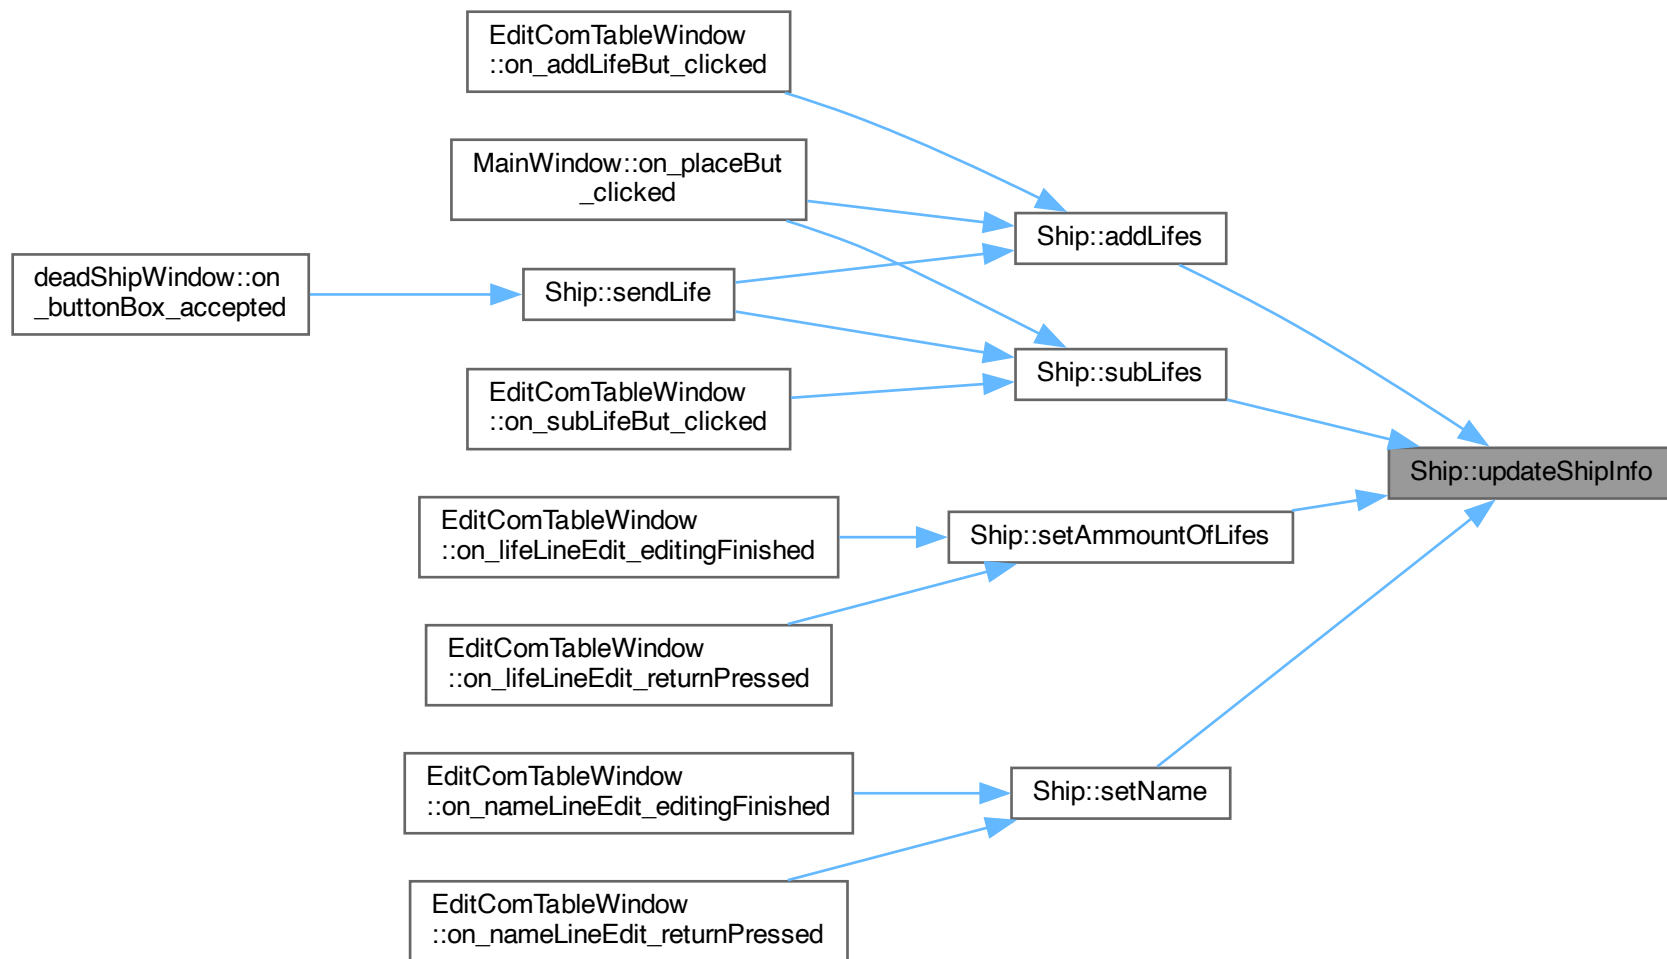 EditComTableWindow
::on_addLifeBut_clicked
MainWindow::on_placeBut
_clicked
Ship::addLifes
deadShipWindow::on
_buttonBox_accepted
Ship::sendLife
Ship::subLifes
EditComTableWindow
::on_subLifeBut_clicked
Ship::updateShipInfo
EditComTableWindow
::on_lifeLineEdit_editingFinished
Ship::setAmmountOfLifes
EditComTableWindow
::on_lifeLineEdit_returnPressed
EditComTableWindow
::on_nameLineEdit_editingFinished
Ship::setName
EditComTableWindow
::on_nameLineEdit_returnPressed